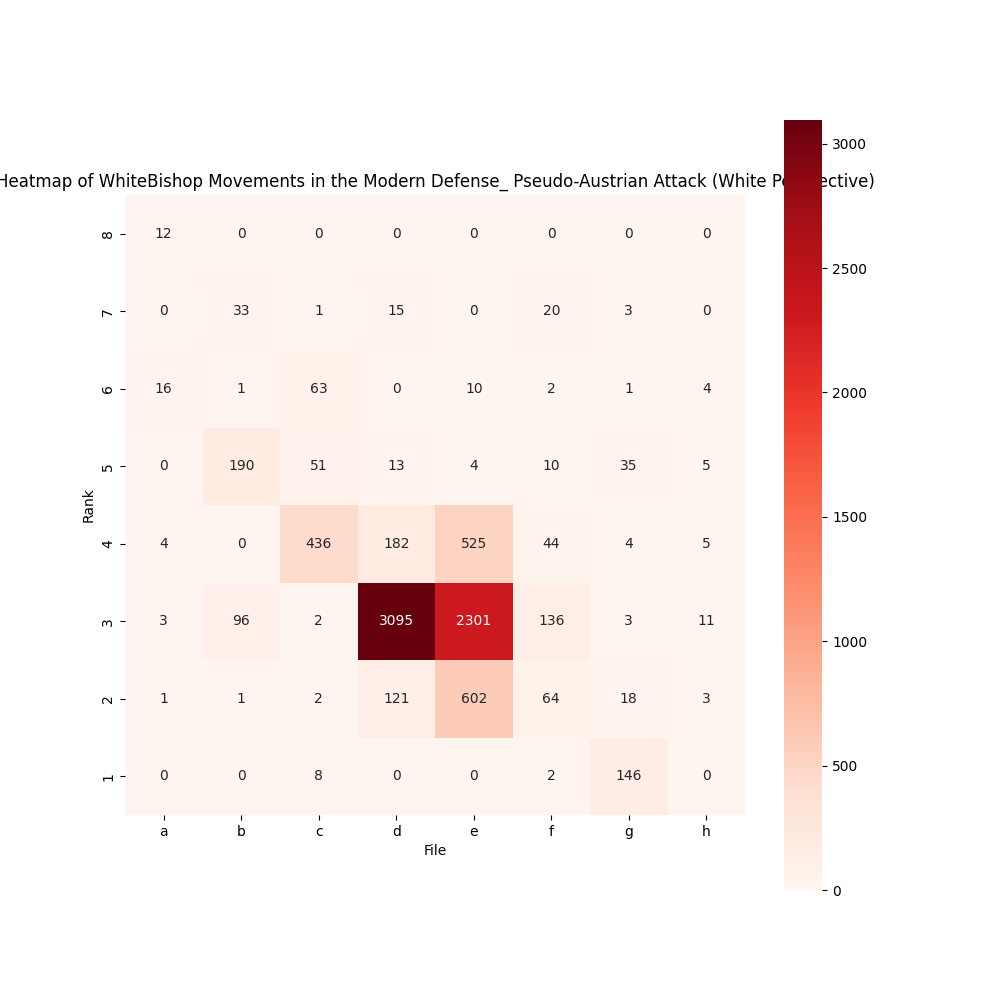 Heatmap of WhiteBishop Movements in the Modern Defense_ Pseudo-Austrian Attack (White
3000
2500
2000
1500
1000
500
0
Rank
8 12 0 0 0 0 0 0 0
7 0 33 1 15 0 20 3 0
6 16 1 63 0 10 2 1 4
5 0 190 51 13 4 10 35 5
4 4 0 436 182 525 44 4 5
3 3 96 2 3095 2301 136 3 11
2 1 1 2 121 602 64 18 3
1 0 0 8 0 0 2 146 0
a b c d e f g h
File